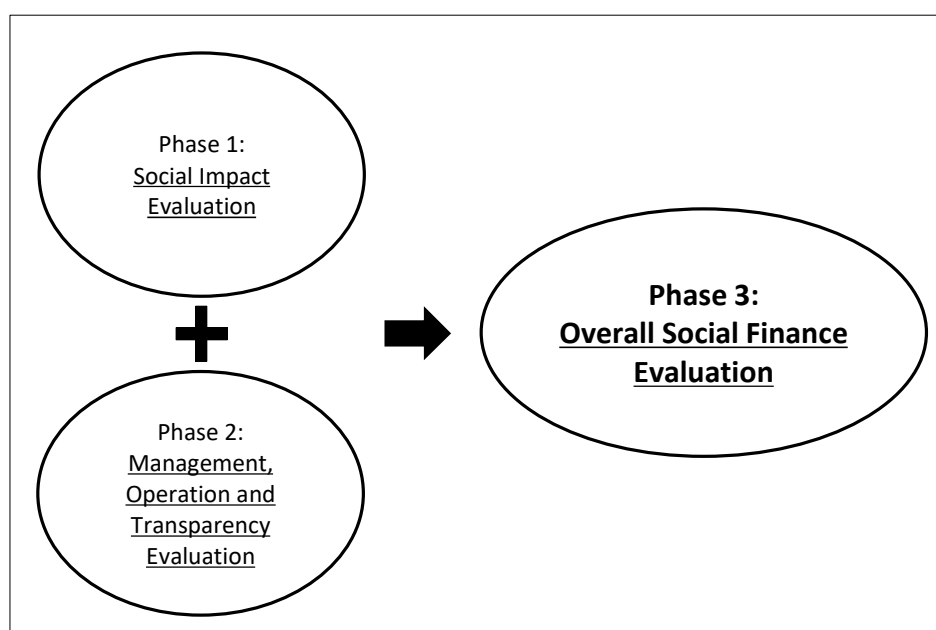 Phase 1:
Social Impact
Evaluation
Phase 2:
Management,
Operation and
Transparency
Evaluation
Phase 3:
Overall Social Finance
Evaluation